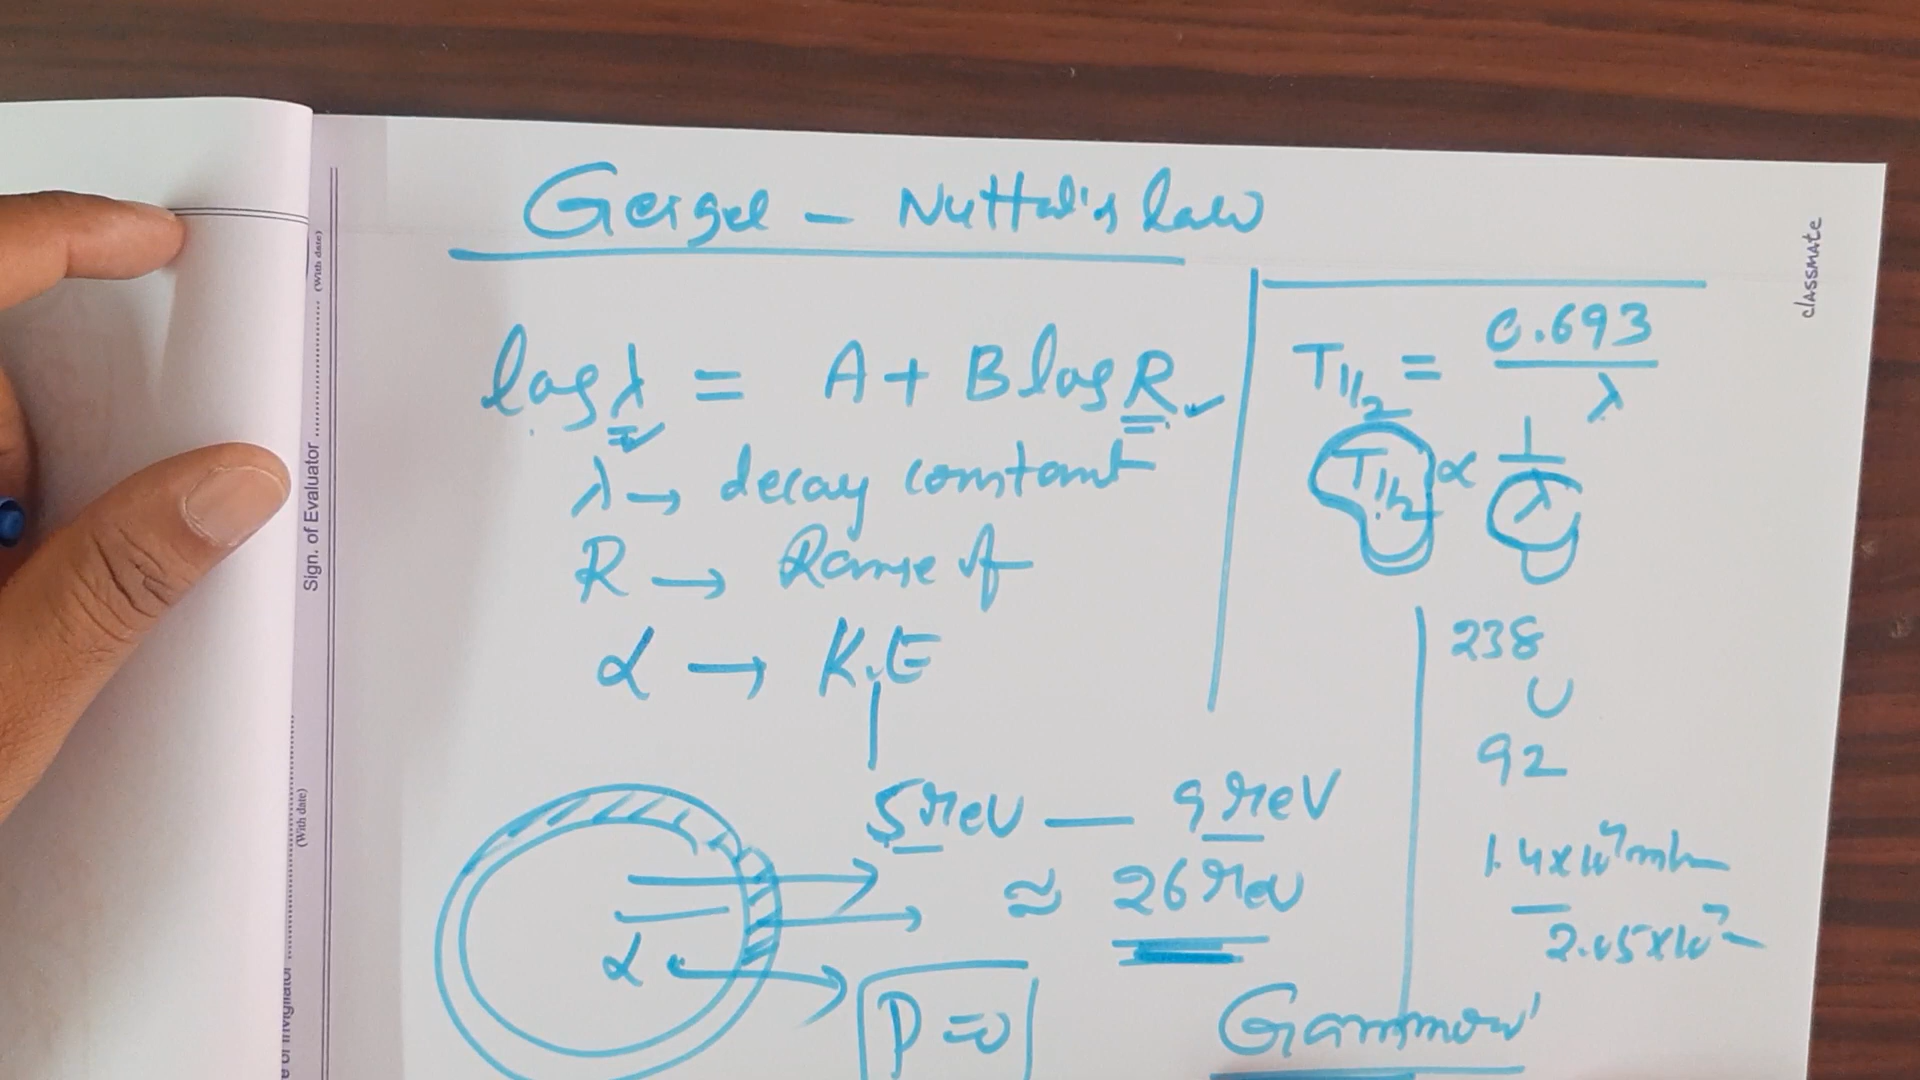 Geigel - Nuttal's law
log λ = A + B log R
λ → decay constant
R → Range of
α → K.E
5 MeV — 9 MeV
≈ 26 MeV
α
P = 0
T1/2 = 0.693 / λ
T1/2 ∝ 1 / λ
238
U
92
Gammow'
classmate
Sign. of Evaluator .................... (With date)
(With date)